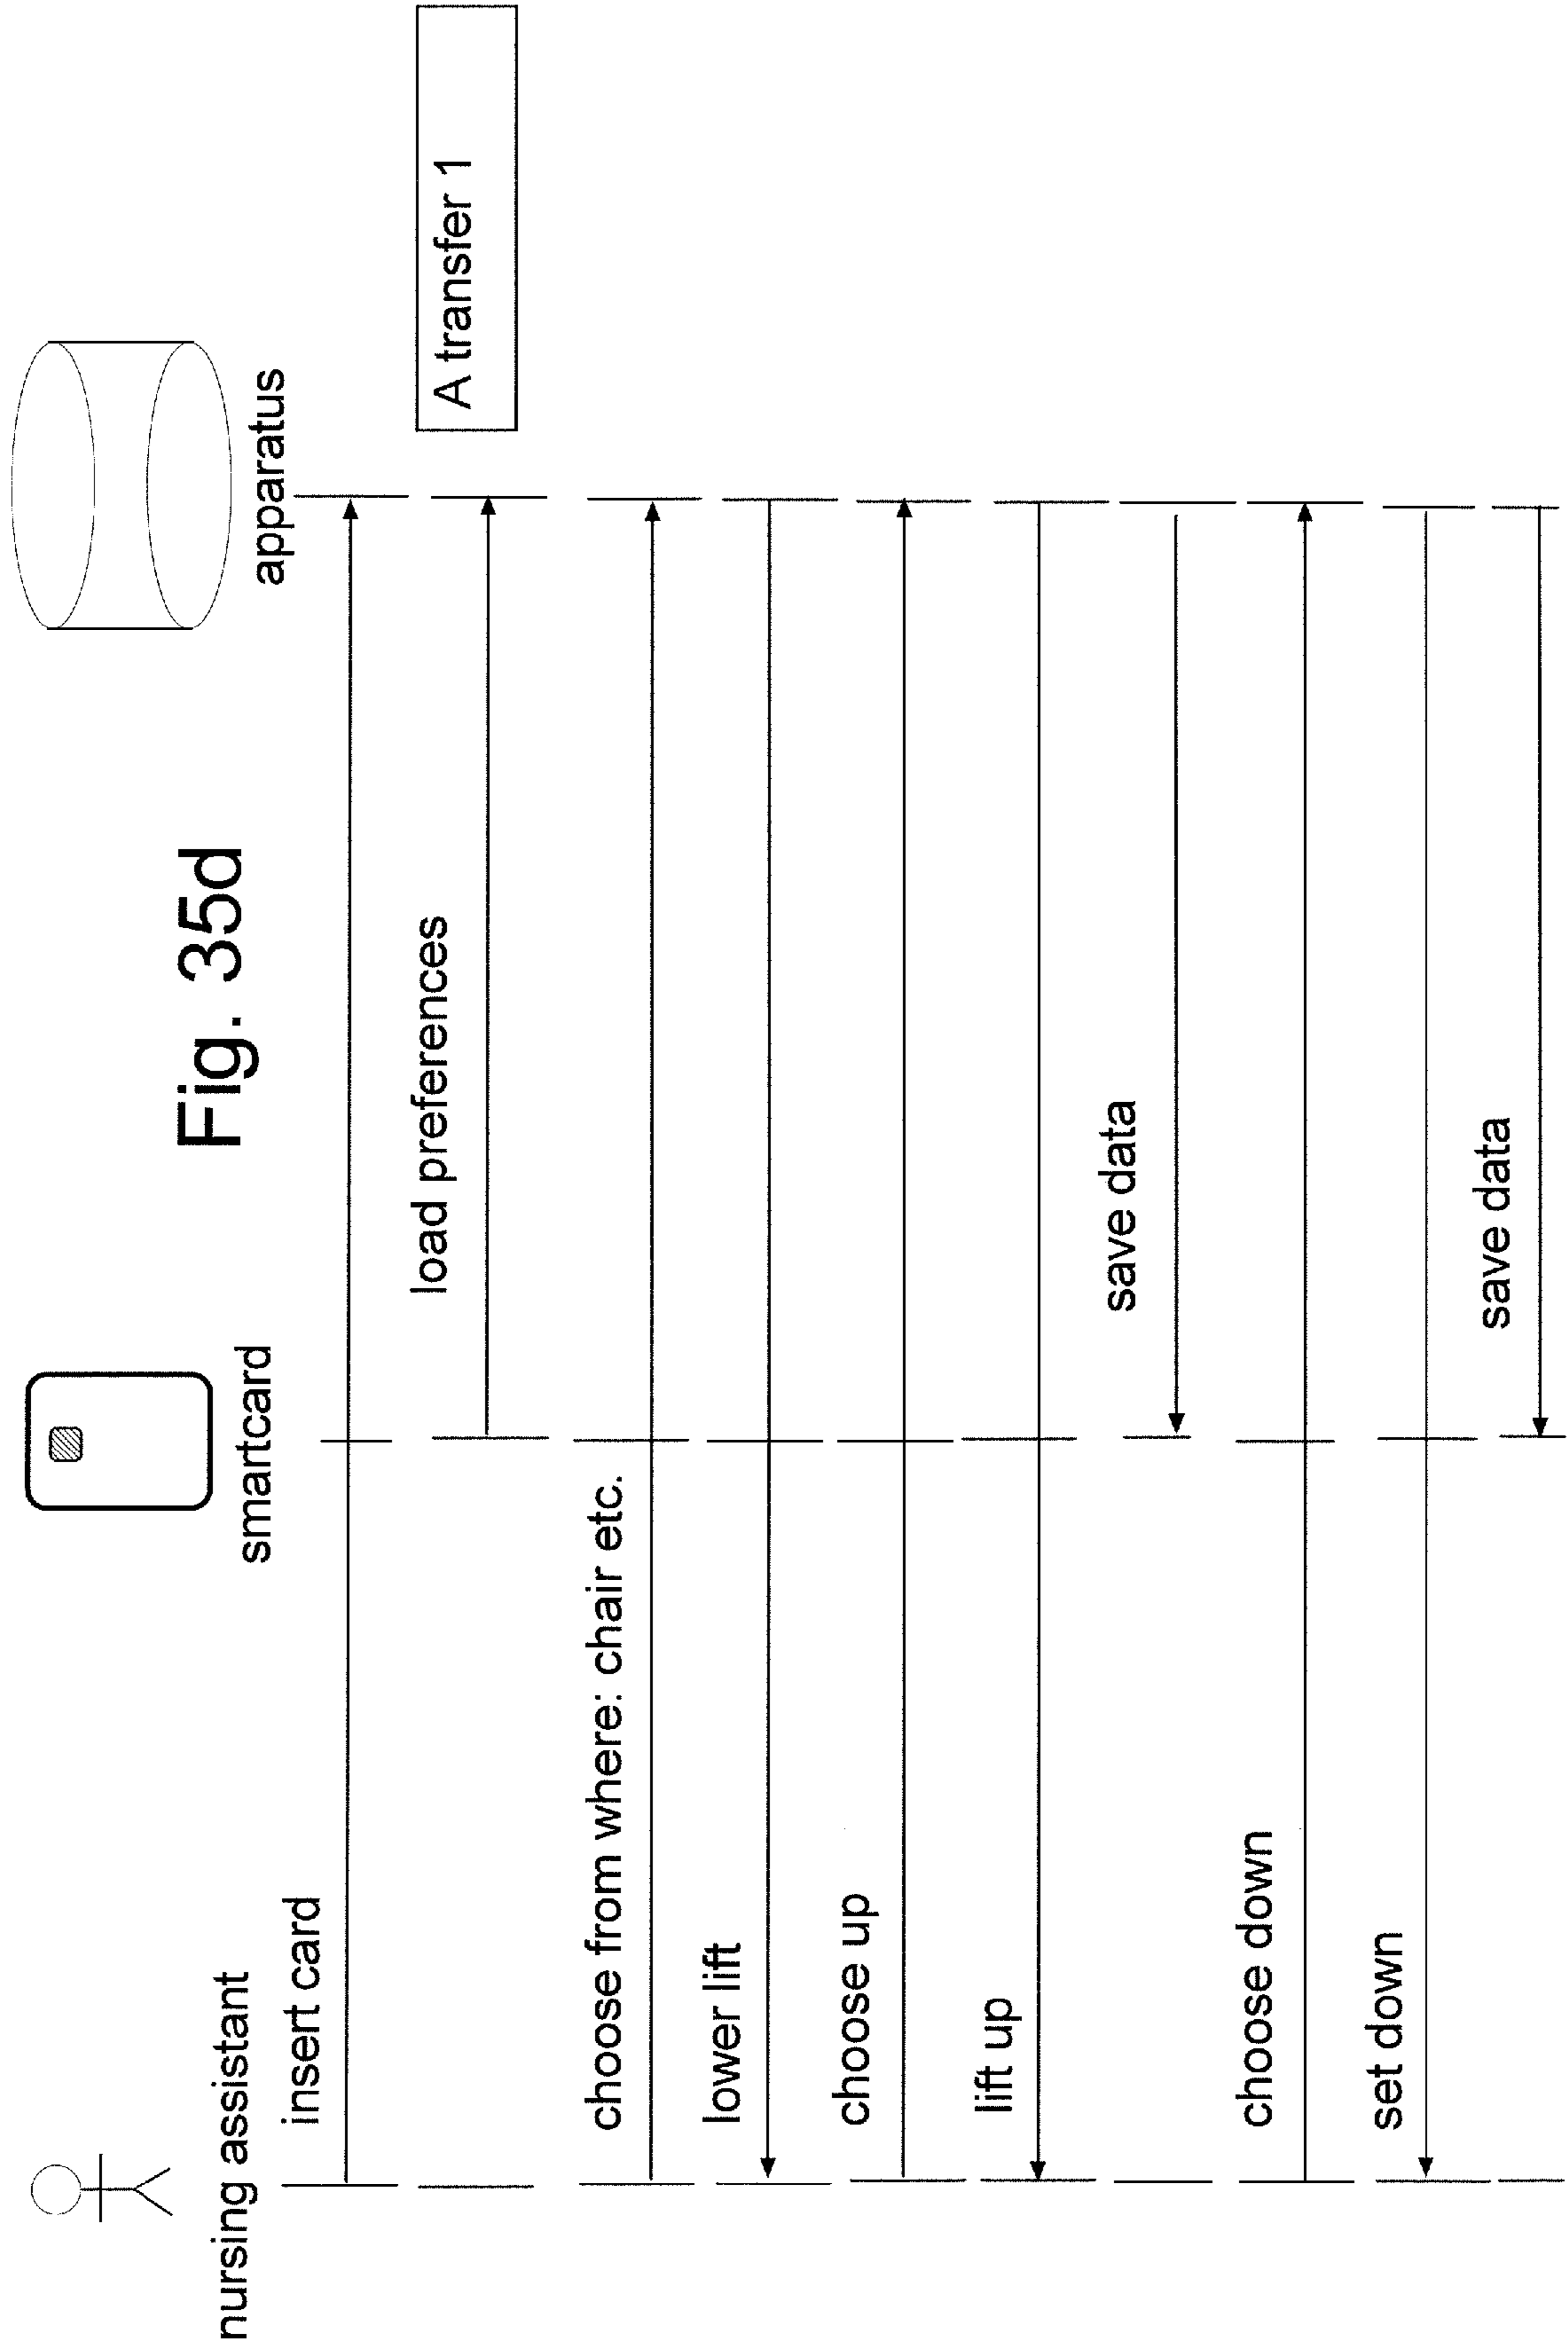 Fig. 35d
nursing assistant
smartcard
apparatus
insert card
load preferences
A transfer 1
choose from where: chair etc.
lower lift
choose up
lift up
save data
choose down
set down
save data